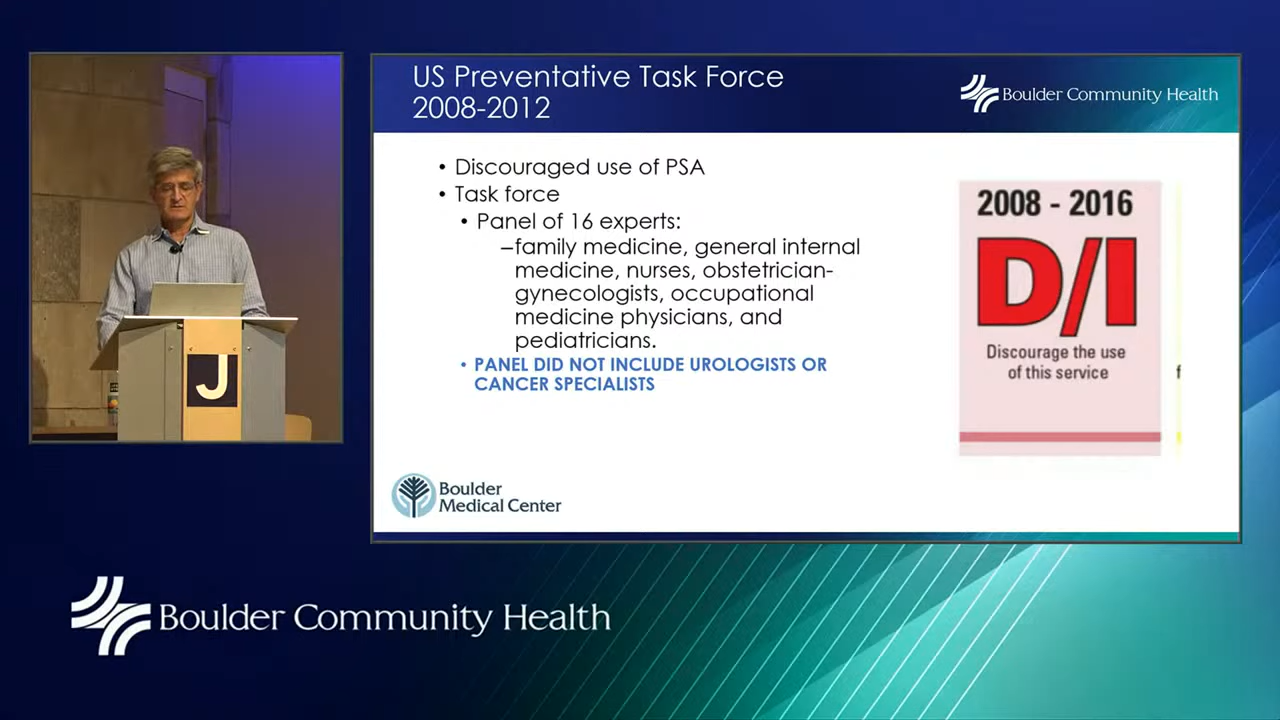 US Preventative Task Force
2008-2012
Boulder Community Health
• Discouraged use of PSA
• Task force
• Panel of 16 experts:
–family medicine, general internal
medicine, nurses, obstetrician-
gynecologists, occupational
medicine physicians, and
pediatricians.
• PANEL DID NOT INCLUDE UROLOGISTS OR
CANCER SPECIALISTS
2008 - 2016
D/I
Discourage the use
of this service
f
Boulder
Medical Center
J
Boulder Community Health